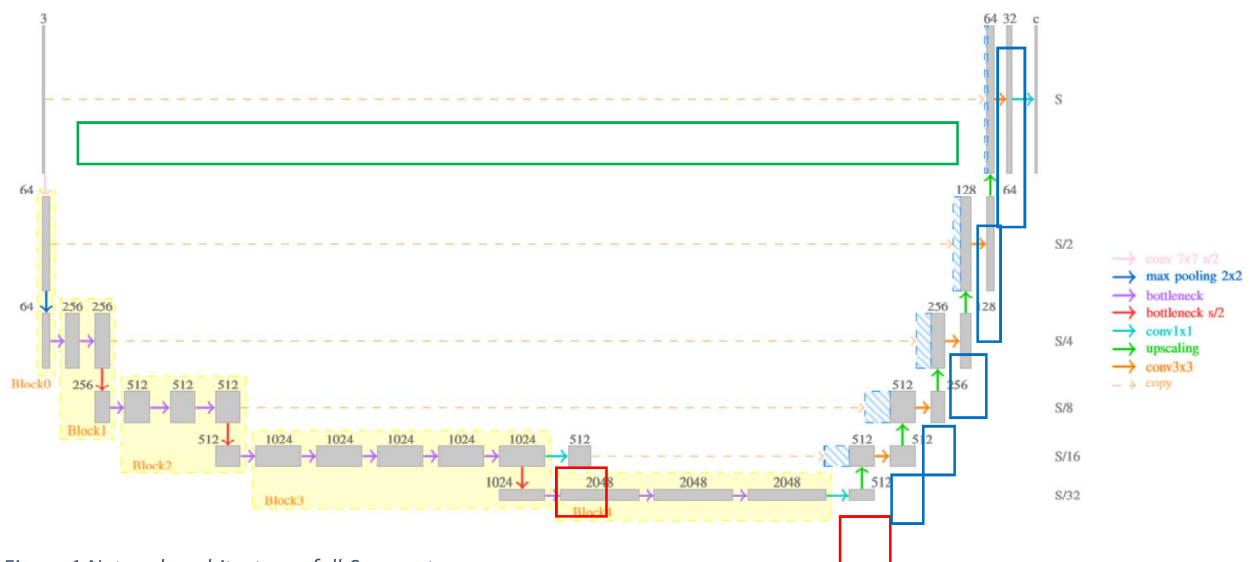 3
64 32 c
S
64
128
64
S/2
64
256 256
256
128
S/4
Block0
256
512 512 512
512
256
S/8
Block1
512
1024 1024 1024 1024 1024
512
512
512
S/16
Block2
1024
2048 2048 2048
512
S/32
Block3
Block4
conv 7x7 s/2
max pooling 2x2
bottleneck
bottleneck s/2
conv1x1
upscaling
conv3x3
copy